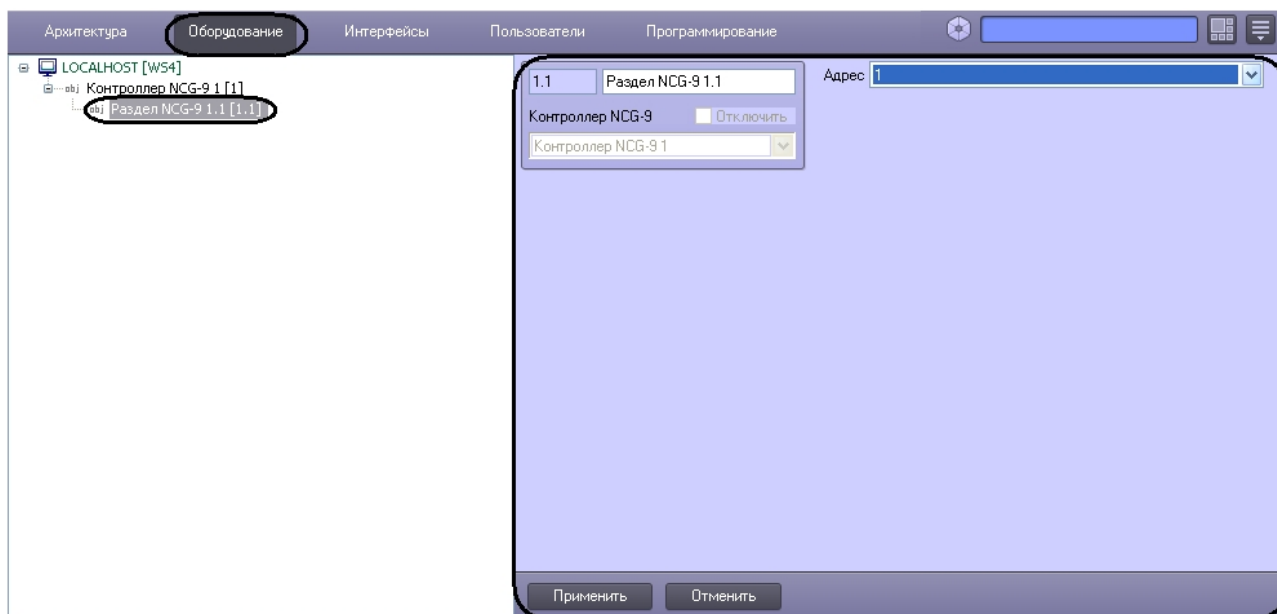 Архитектура Оборудование Интерфейсы Пользователи Программирование
LOCALHOST [WS4]
obj Контроллер NCG-9 1 [1]
obj Раздел NCG-9 1.1 [1.1]
1.1 Раздел NCG-9 1.1
Контроллер NCG-9 Отключить
Контроллер NCG-9 1
Адрес 1
Применить Отменить